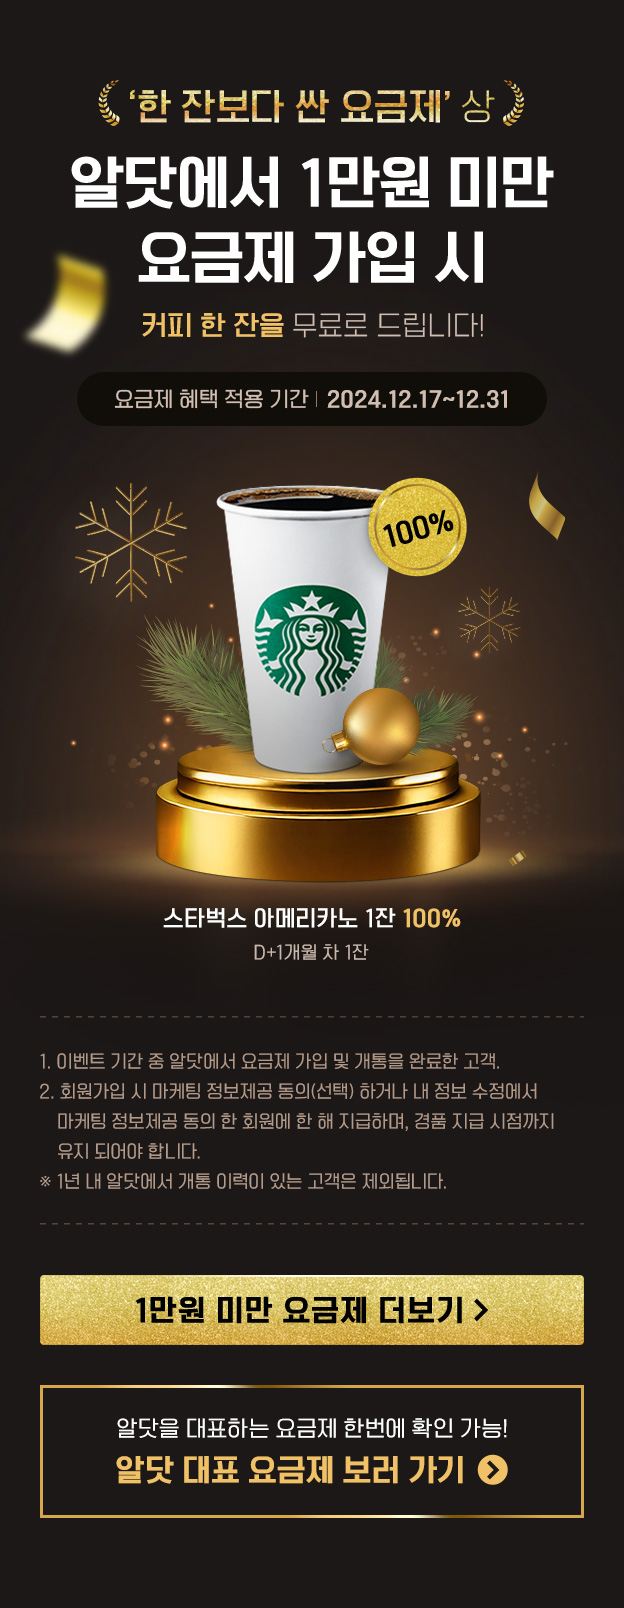 ‘한 잔보다 싼 요금제’ 상
알닷에서 1만원 미만
요금제 가입 시
커피 한 잔을 무료로 드립니다!
요금제 혜택 적용 기간 | 2024.12.17~12.31
100%
스타벅스 아메리카노 1잔 100%
D+1개월 차 1잔
1. 이벤트 기간 중 알닷에서 요금제 가입 및 개통을 완료한 고객.
2. 회원가입 시 마케팅 정보제공 동의(선택) 하거나 내 정보 수정에서
마케팅 정보제공 동의 한 회원에 한 해 지급하며, 경품 지급 시점까지
유지 되어야 합니다.
※ 1년 내 알닷에서 개통 이력이 있는 고객은 제외됩니다.
1만원 미만 요금제 더보기 >
알닷을 대표하는 요금제 한번에 확인 가능!
알닷 대표 요금제 보러 가기